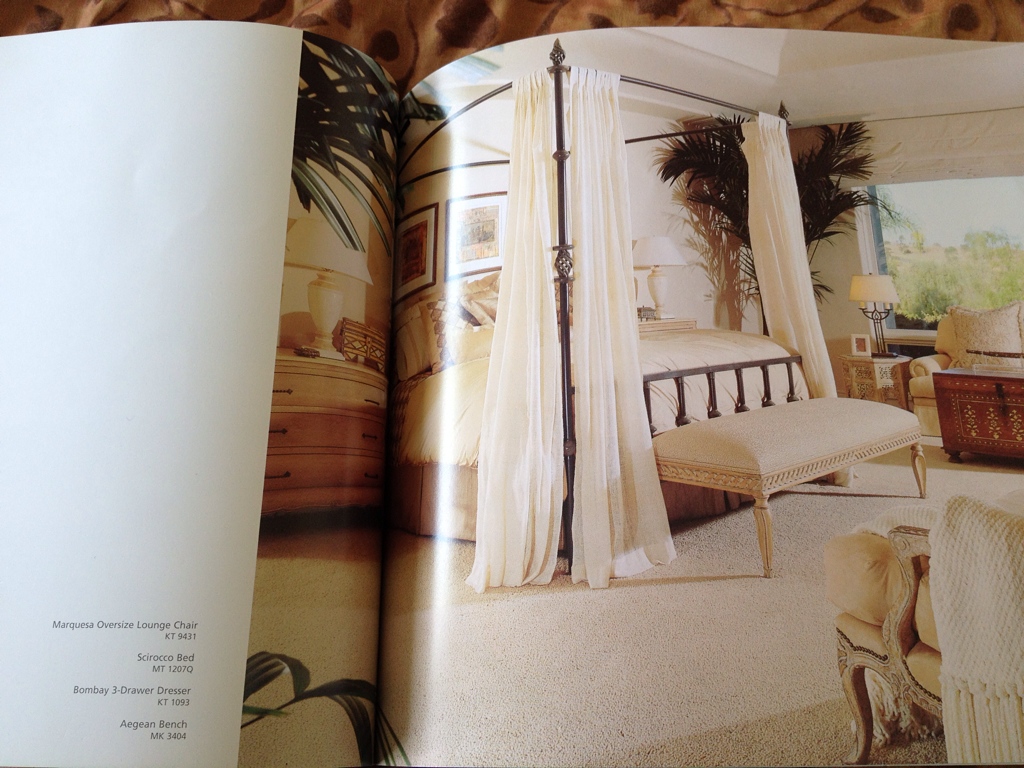 Marquesa Oversize Lounge Chair
KT 9431
Scirocco Bed
MT 1207Q
Bombay 3-Drawer Dresser
KT 1093
Aegean Bench
MK 3404